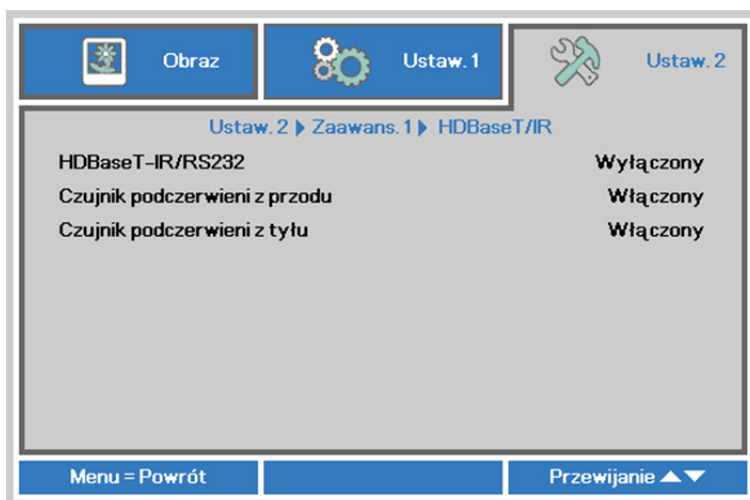 Obraz
Ustaw. 1
Ustaw. 2
Ustaw. 2 ▶ Zaawans. 1 ▶ HDBaseT/IR
HDBaseT-IR/RS232 Wyłączony
Czujnik podczerwieni z przodu Włączony
Czujnik podczerwieni z tyłu Włączony
Menu = Powrót
Przewijanie ▲▼